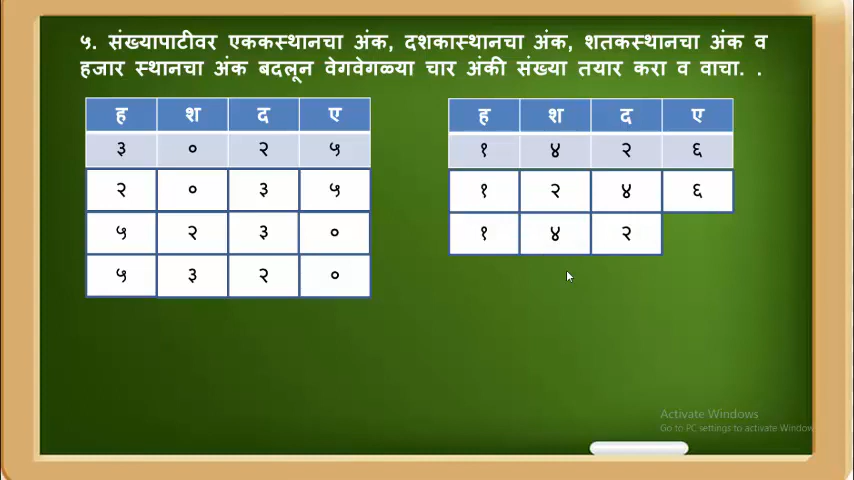 ५. संख्यापाटीवर एककस्थानचा अंक, दशकास्थानचा अंक, शतकस्थानचा अंक व
हजार स्थानचा अंक बदलून वेगवेगळ्या चार अंकी संख्या तयार करा व वाचा. .
ह श द ए
३ ० २ ५
२ ० ३ ५
५ २ ३ ०
५ ३ २ ०
ह श द ए
१ ४ २ ६
१ २ ४ ६
१ ४ २
Activate Windows
Go to PC settings to activate Window